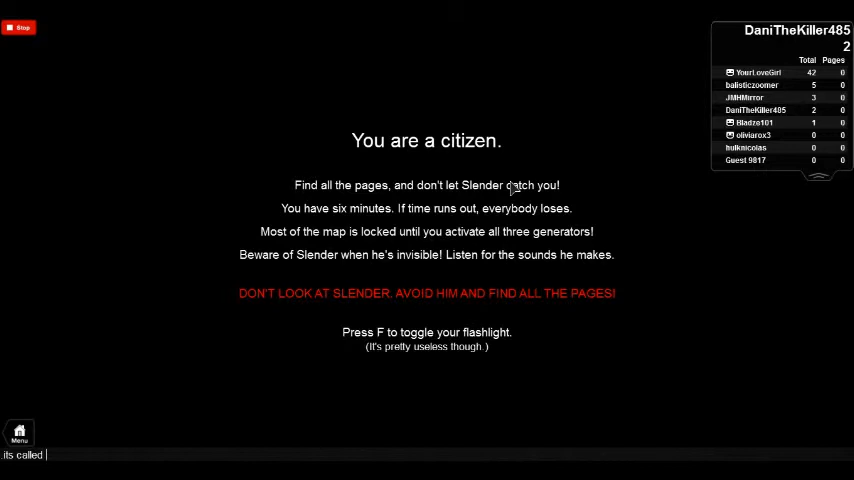 Stop
DaniTheKiller485
2
Total Pages
YourLoveGirl 42 0
balisticzoomer 5 0
JMHMirror 3 0
DaniTheKiller485 2 0
Bladze101 1 0
oliviarox3 0 0
hulknicolas 0 0
Guest 9817 0 0
You are a citizen.
Find all the pages, and don't let Slender catch you!
You have six minutes. If time runs out, everybody loses.
Most of the map is locked until you activate all three generators!
Beware of Slender when he's invisible! Listen for the sounds he makes.
DON'T LOOK AT SLENDER. AVOID HIM AND FIND ALL THE PAGES!
Press F to toggle your flashlight.
(It's pretty useless though.)
Menu
its called